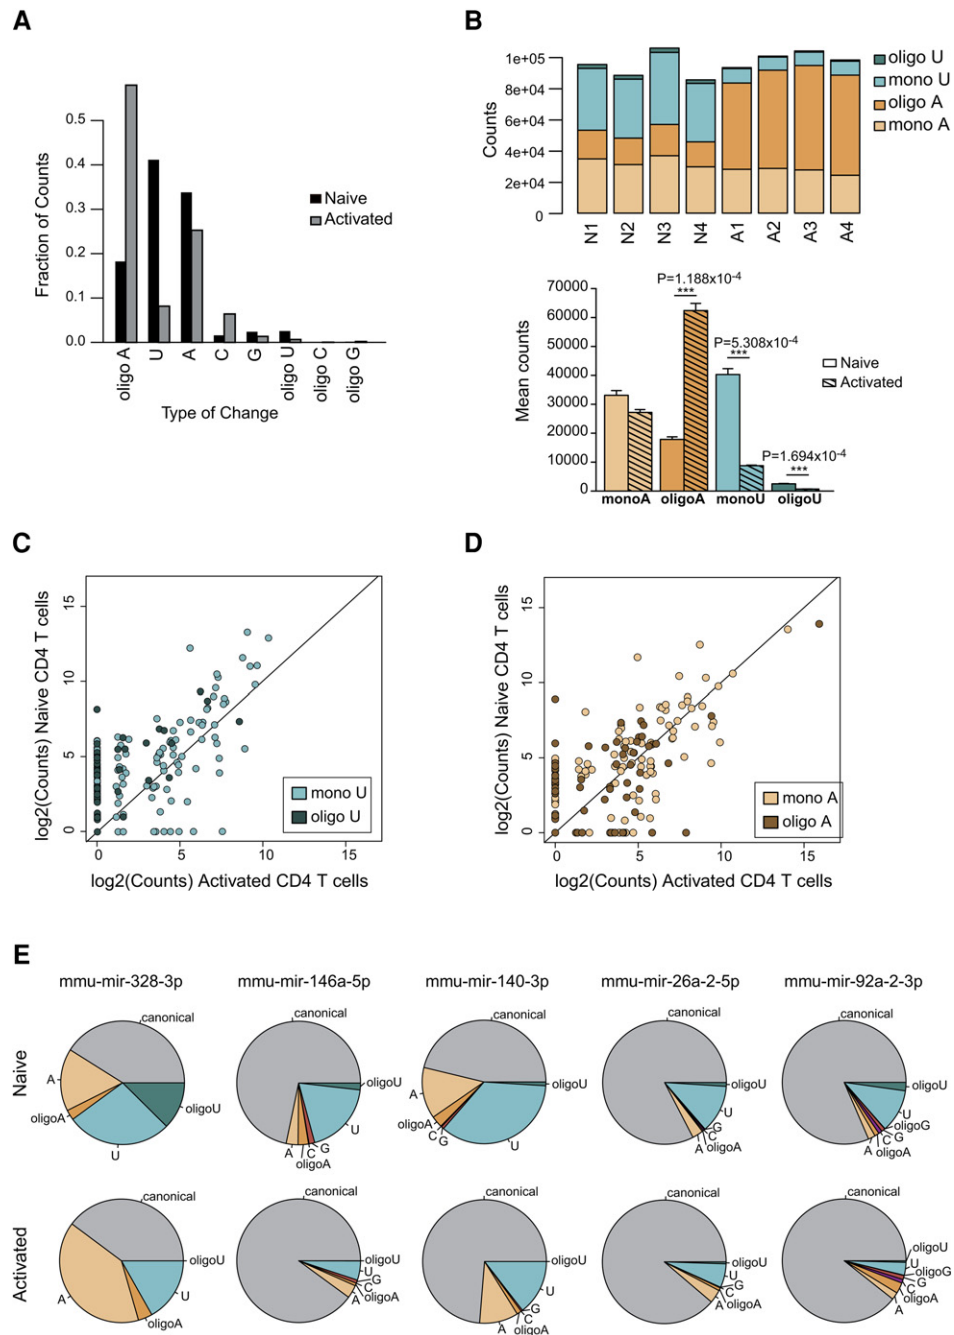 A
Fraction of Counts
0.5
0.4
0.3
0.2
0.1
0.0
Naive
Activated
oligo A
U
A
C
G
oligo U
oligo C
oligo G
Type of Change
B
Counts
1e+05
8e+04
6e+04
4e+04
2e+04
0
oligo U
mono U
oligo A
mono A
N1
N2
N3
N4
A1
A2
A3
A4
Mean counts
70000
60000
50000
40000
30000
20000
10000
0
P=1.188x10-4
***
P=5.308x10-4
***
P=1.694x10-4
***
Naive
Activated
monoA oligoA monoU oligoU
C
log2(Counts) Naive CD4 T cells
15
10
5
0
mono U
oligo U
0 5 10 15
log2(Counts) Activated CD4 T cells
D
log2(Counts) Naive CD4 T cells
15
10
5
0
mono A
oligo A
0 5 10 15
log2(Counts) Activated CD4 T cells
E
mmu-mir-328-3p mmu-mir-146a-5p mmu-mir-140-3p mmu-mir-26a-2-5p mmu-mir-92a-2-3p
Naive
canonical
A
oligoA
U
oligoU
canonical
oligoU
U
G
C
oligoA
A
canonical
A
oligoA
C
G
U
oligoU
canonical
oligoU
U
G
C
oligoA
A
canonical
oligoU
U
oligoG
G
C
oligoA
A
Activated
canonical
oligoU
U
oligoA
A
canonical
oligoU
U
G
C
oligoA
A
canonical
oligoU
U
G
C
oligoA
A
canonical
oligoU
U
G
C
oligoA
A
canonical
oligoU
U
oligoG
G
C
oligoA
A